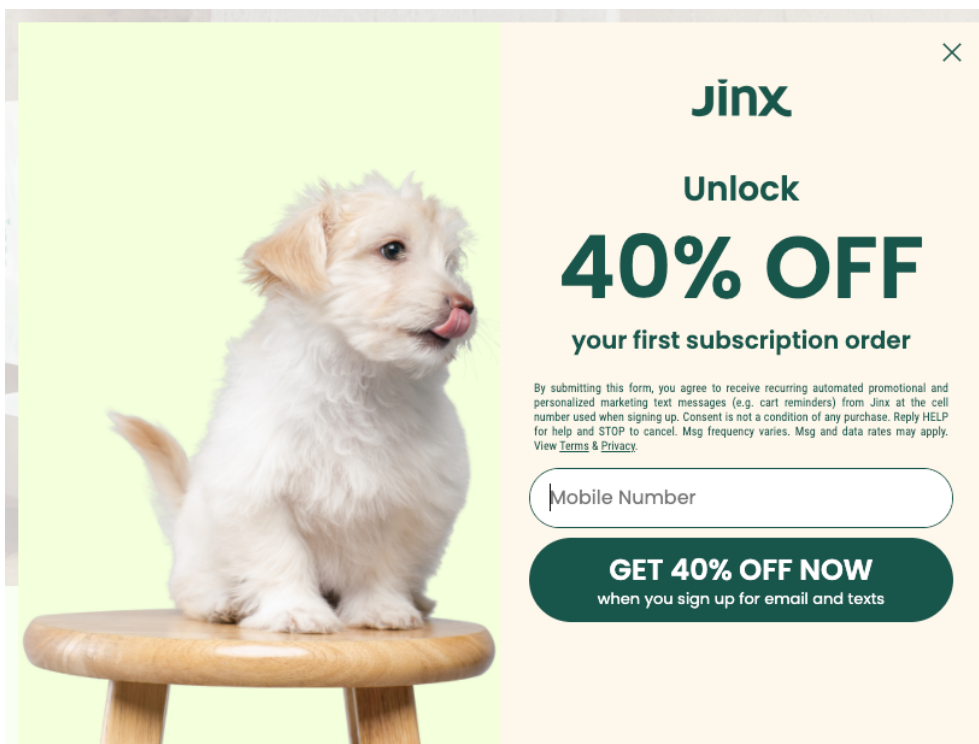 Jinx
Unlock
40% OFF
your first subscription order
By submitting this form, you agree to receive recurring automated promotional and
personalized marketing text messages (e.g. cart reminders) from Jinx at the cell
number used when signing up. Consent is not a condition of any purchase. Reply HELP
for help and STOP to cancel. Msg frequency varies. Msg and data rates may apply.
View Terms & Privacy.
Mobile Number
GET 40% OFF NOW
when you sign up for email and texts